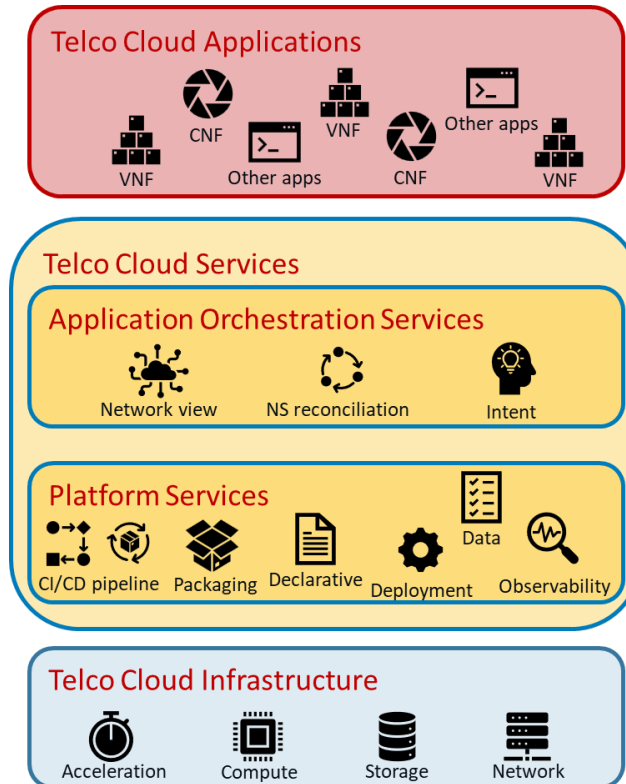 Telco Cloud Applications
CNF
VNF
Other apps
VNF
Other apps
CNF
VNF
Telco Cloud Services
Application Orchestration Services
Network view
NS reconciliation
Intent
Platform Services
Data
CI/CD pipeline
Packaging
Declarative
Deployment
Observability
Telco Cloud Infrastructure
Acceleration
Compute
Storage
Network